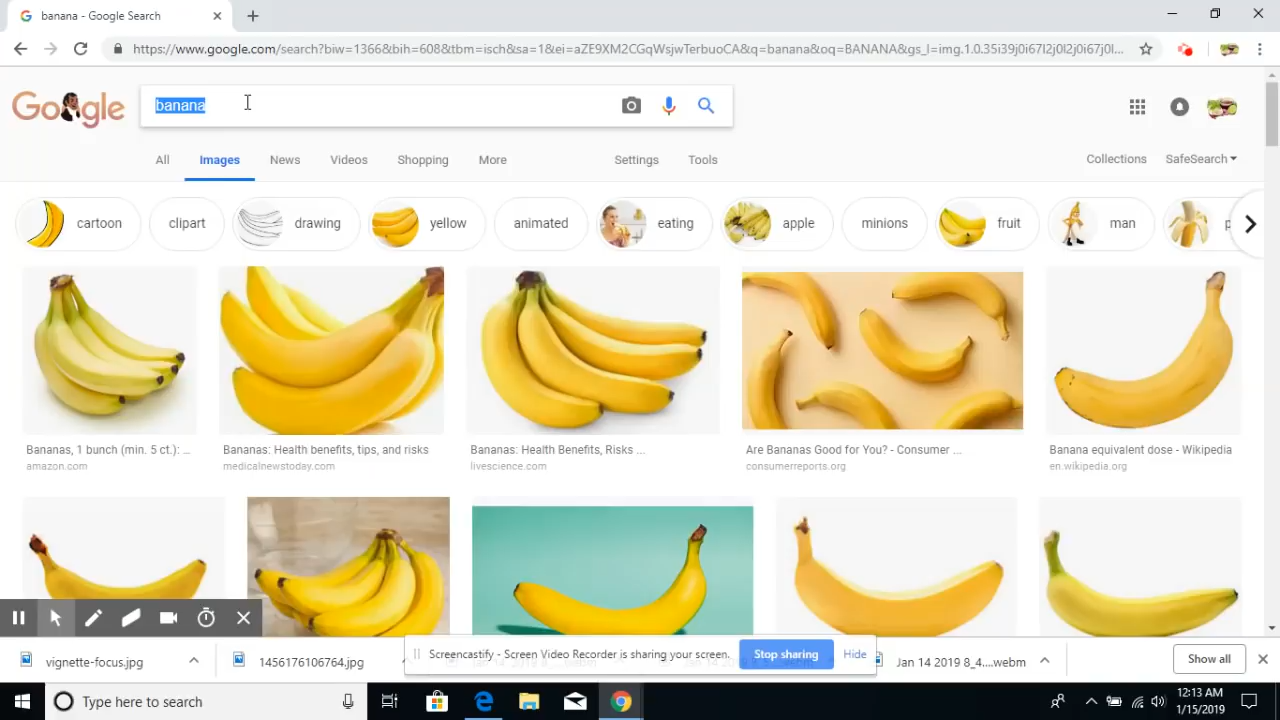 banana - Google Search
https://www.google.com/search?biw=1366&bih=608&tbm=isch&sa=1&ei=aZE9XM2CGqWsjwTerbuoCA&q=banana&oq=BANANA&gs_l=img.1.0.35i39j0i67l2j0l2j0i67j0l...
Google
banana
All Images News Videos Shopping More Settings Tools
Collections SafeSearch
cartoon clipart drawing yellow animated eating apple minions fruit man
Bananas, 1 bunch (min. 5 ct.): ...
amazon.com
Bananas: Health benefits, tips, and risks
medicalnewstoday.com
Bananas: Health Benefits, Risks ...
livescience.com
Are Bananas Good for You? - Consumer ...
consumerreports.org
Banana equivalent dose - Wikipedia
en.wikipedia.org
Screencastify - Screen Video Recorder is sharing your screen. Stop sharing Hide
vignette-focus.jpg
1456176106764.jpg
Jan 14 2019 8_4....webm
Show all
Type here to search
12:13 AM
1/15/2019